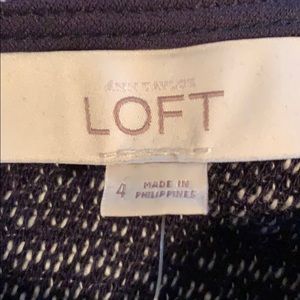 ANN TAYLOR
LOFT
4 MADE IN
PHILIPPINES